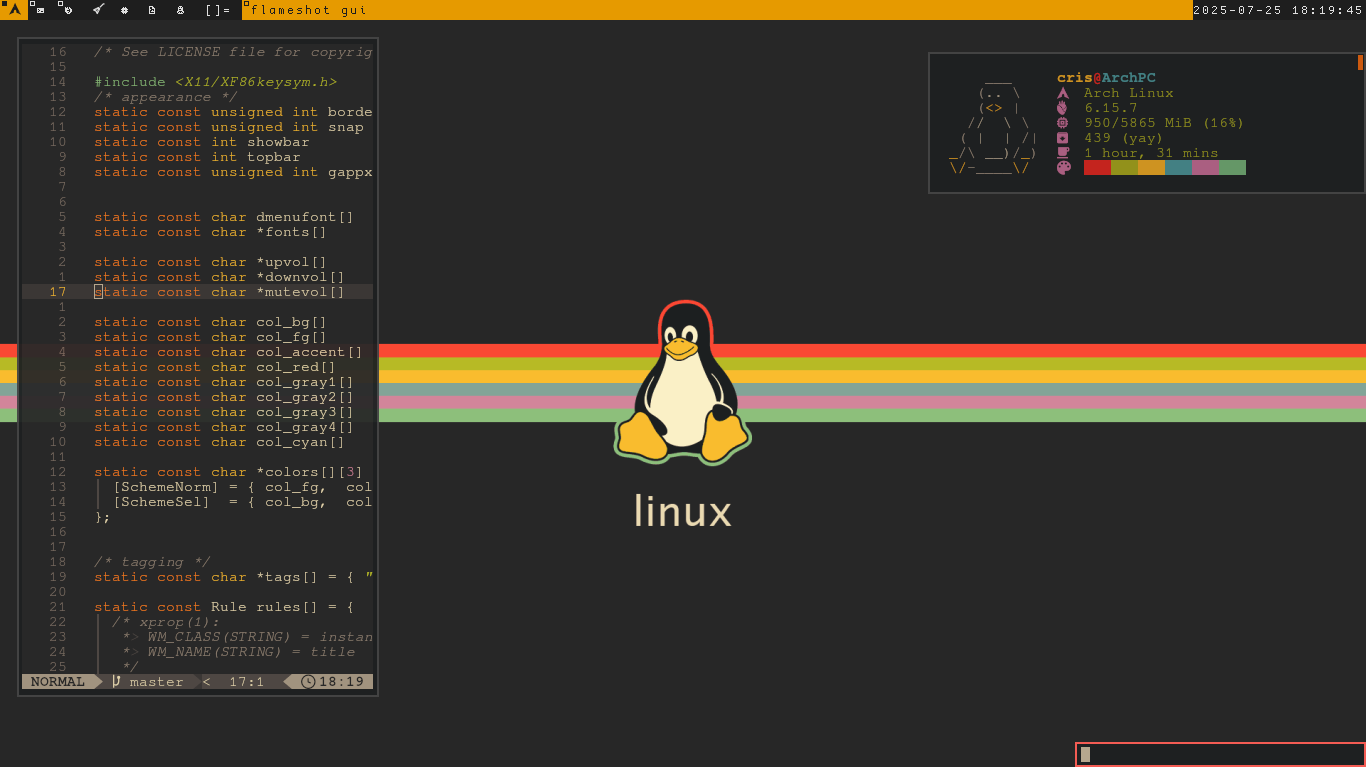 []= flameshot gui 2025-07-25 18:19:45
16 /* See LICENSE file for copyrig
15
14 #include <X11/XF86keysym.h>
13 /* appearance */
12 static const unsigned int borde
11 static const unsigned int snap
10 static const int showbar
9 static const int topbar
8 static const unsigned int gappx
7
6
5 static const char dmenufont[]
4 static const char *fonts[]
3
2 static const char *upvol[]
1 static const char *downvol[]
17 static const char *mutevol[]
1
2 static const char col_bg[]
3 static const char col_fg[]
4 static const char col_accent[]
5 static const char col_red[]
6 static const char col_gray1[]
7 static const char col_gray2[]
8 static const char col_gray3[]
9 static const char col_gray4[]
10 static const char col_cyan[]
11
12 static const char *colors[][3]
13 [SchemeNorm] = { col_fg, col
14 [SchemeSel] = { col_bg, col
15 };
16
17
18 /* tagging */
19 static const char *tags[] = { "
20
21 static const Rule rules[] = {
22 /* xprop(1):
23 *> WM_CLASS(STRING) = instan
24 *> WM_NAME(STRING) = title
25 */
NORMAL master < 17:1 18:19
cris@ArchPC
Arch Linux
6.15.7
950/5865 MiB (16%)
439 (yay)
1 hour, 31 mins
linux